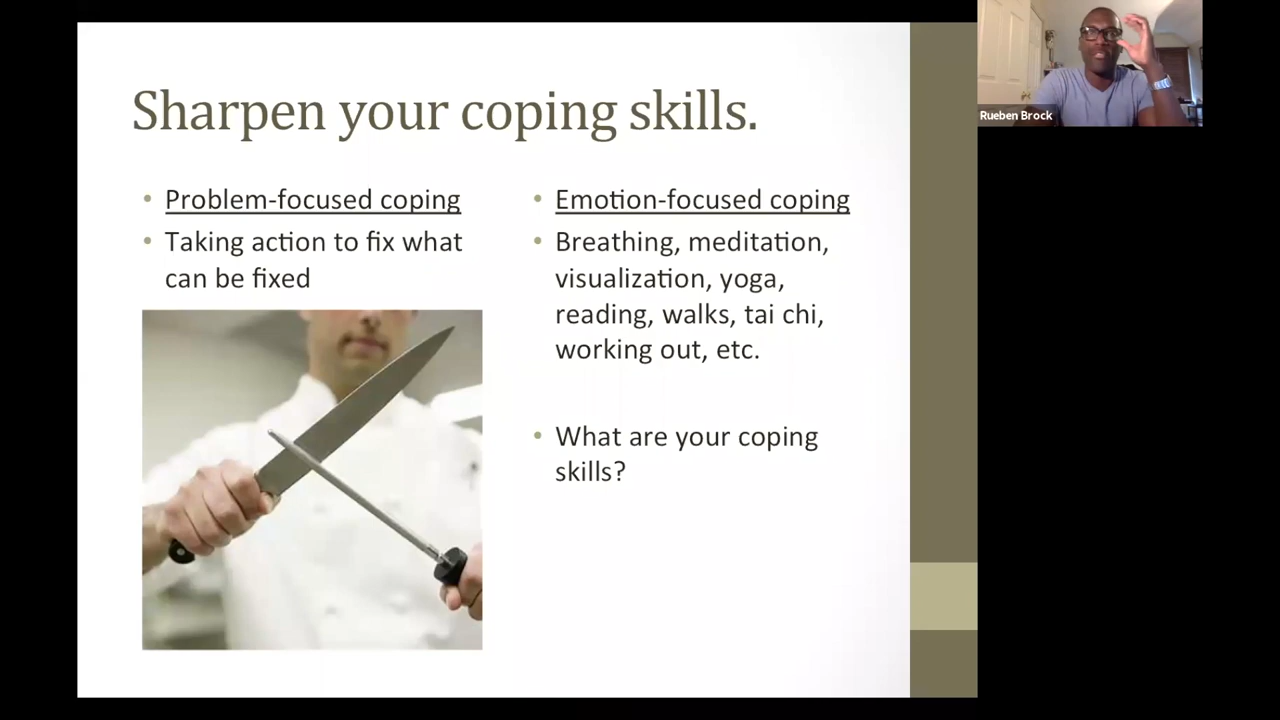 Sharpen your coping skills.
• Problem-focused coping
• Taking action to fix what
can be fixed
• Emotion-focused coping
• Breathing, meditation,
visualization, yoga,
reading, walks, tai chi,
working out, etc.
• What are your coping
skills?
Rueben Brock